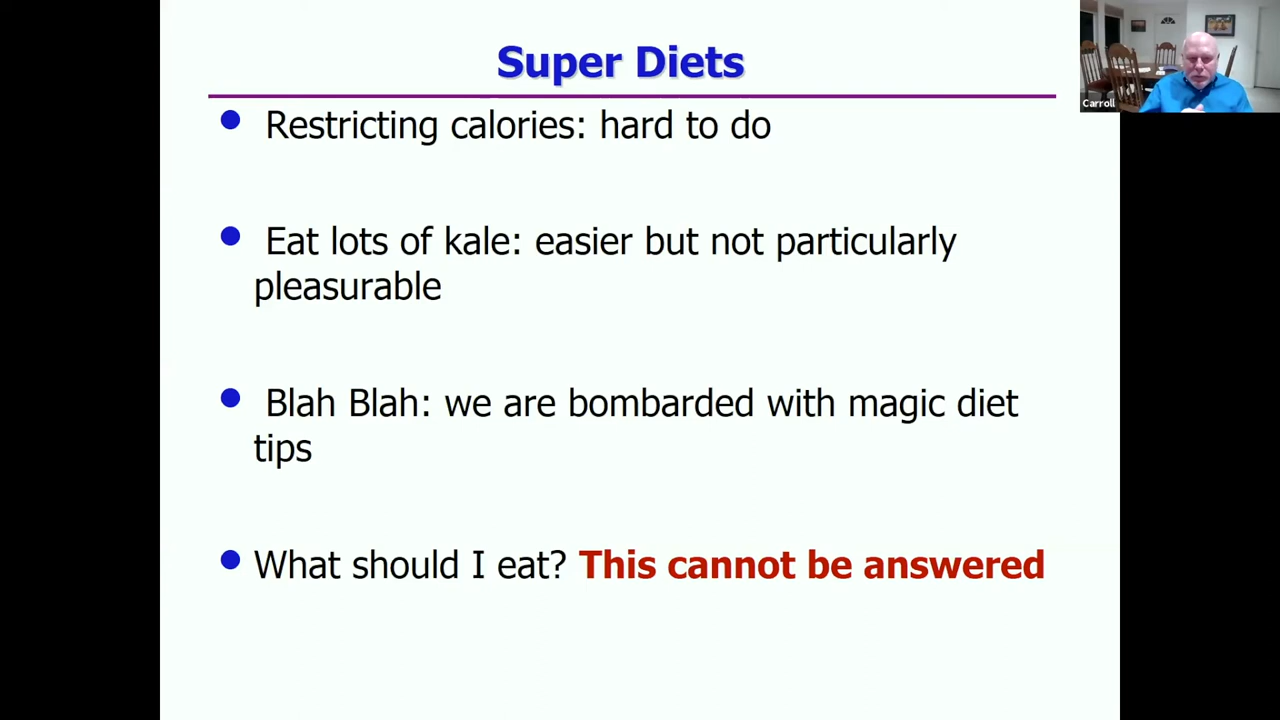 Super Diets
Carroll
• Restricting calories: hard to do
• Eat lots of kale: easier but not particularly
pleasurable
• Blah Blah: we are bombarded with magic diet
tips
• What should I eat? This cannot be answered